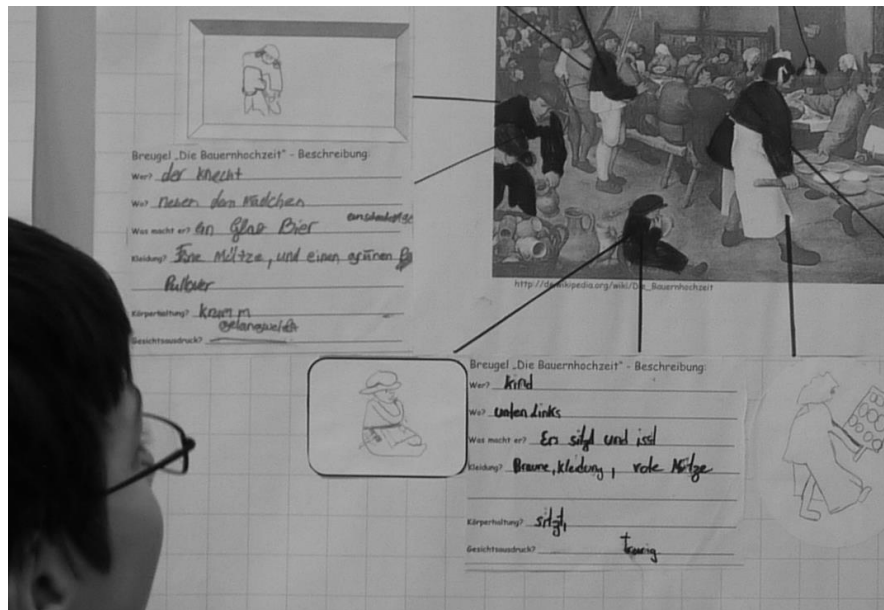 Breugel „Die Bauernhochzeit" - Beschreibung:
Wer? der Knecht
Wo? neben dem Mädchen
Was macht er? ein Glas Bier
Kleidung? Eine Mütze, und einen grünen
Pullover
Körperhaltung? Krumm
gelangweilt
Gesichtsausdruck?
http://de.wikipedia.org/wiki/Die_Bauernhochzeit
Breugel „Die Bauernhochzeit" - Beschreibung:
Wer? kind
Wo? unten links
Was macht er? Er sitzt und isst
Kleidung? Braune, kleidung, rote Mütze
Körperhaltung? sitzt,
Gesichtsausdruck? traurig